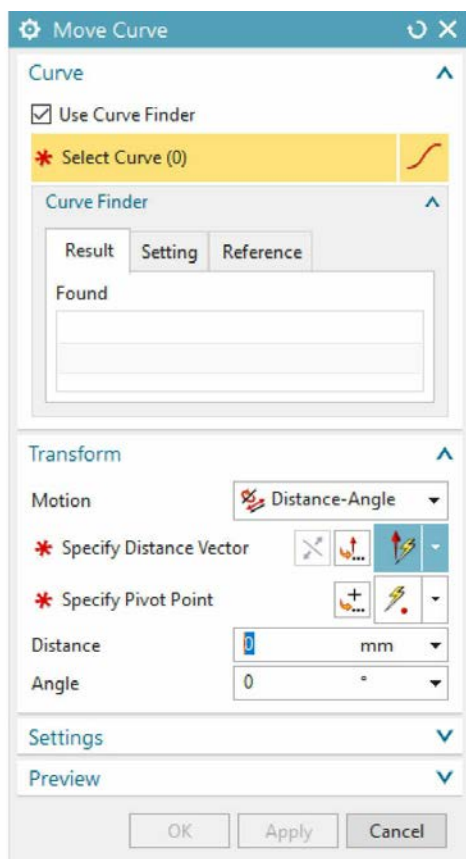 Move Curve
Curve
Use Curve Finder
* Select Curve (0)
Curve Finder
Result Setting Reference
Found
Transform
Motion Distance-Angle
* Specify Distance Vector
* Specify Pivot Point
Distance 0 mm
Angle 0 °
Settings
Preview
OK Apply Cancel